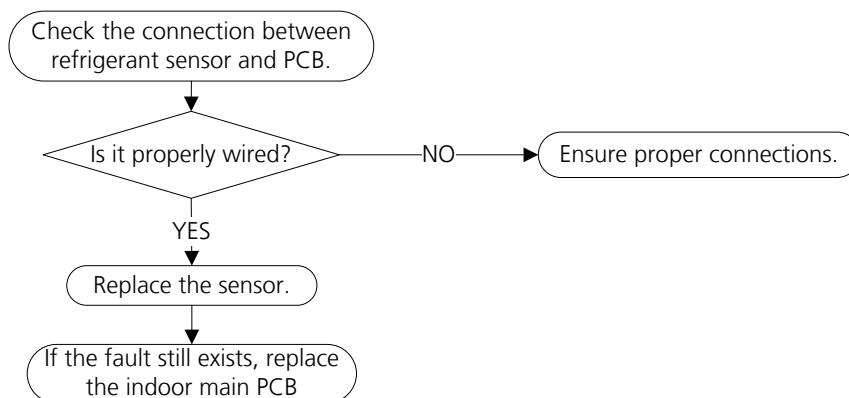 Check the connection between
refrigerant sensor and PCB.
Is it properly wired?
NO
Ensure proper connections.
YES
Replace the sensor.
If the fault still exists, replace
the indoor main PCB